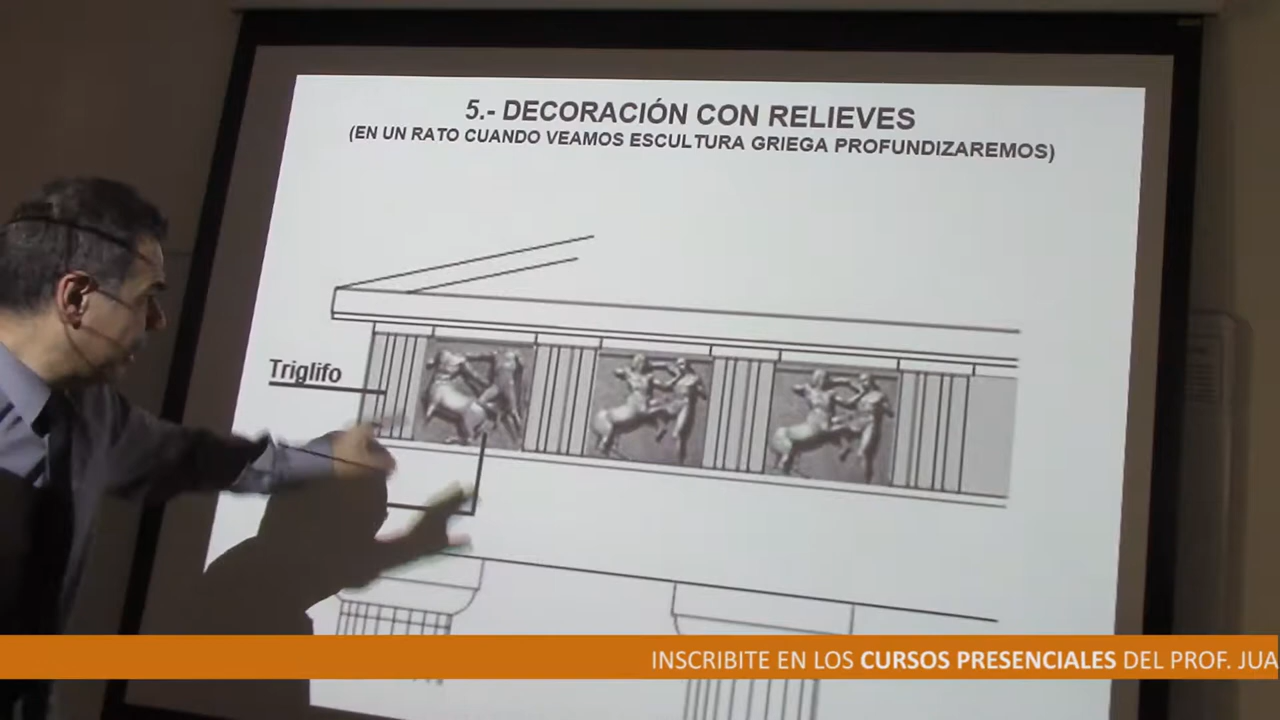 5.- DECORACIÓN CON RELIEVES
(EN UN RATO CUANDO VEAMOS ESCULTURA GRIEGA PROFUNDIZAREMOS)
Triglifo
INSCRIBITE EN LOS CURSOS PRESENCIALES DEL PROF. JUA